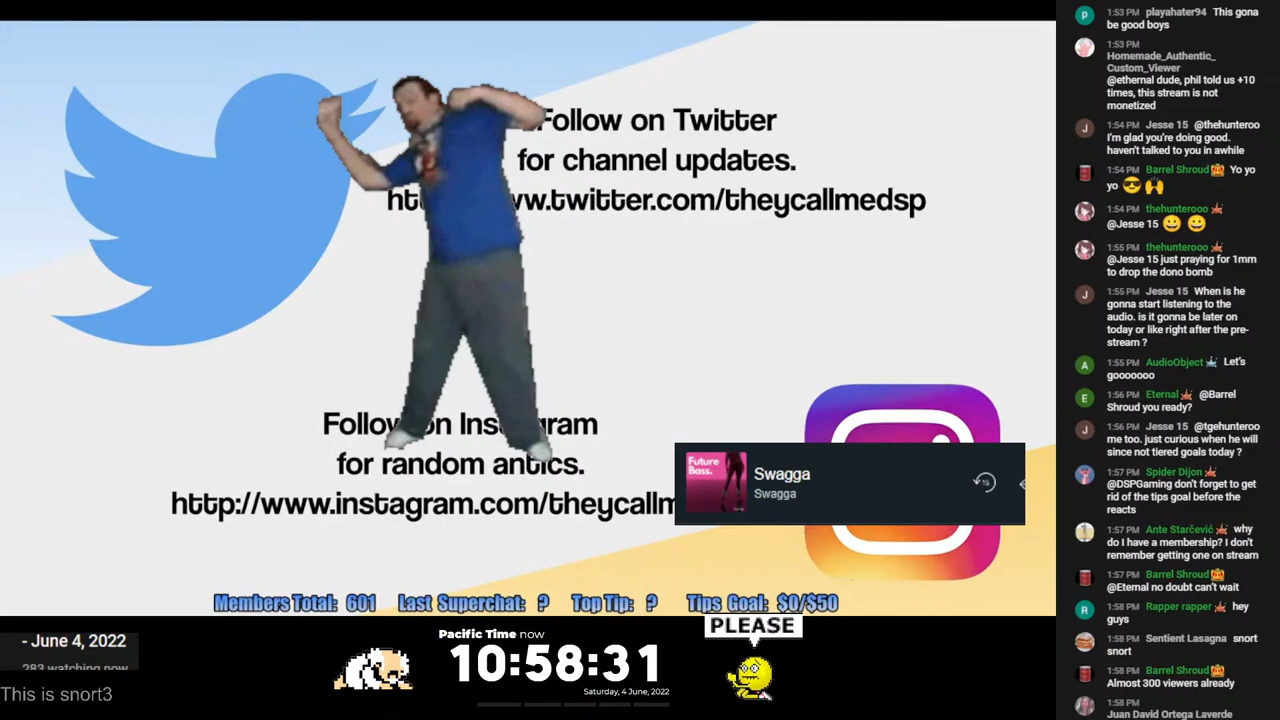 Follow on Twitter
for channel updates.
htt w.twitter.com/theycallmedsp
Follow on Instagram
for random antics.
http://www.instagram.com/theycallm
Future
Bass.
Swagga
Swagga
15
Members Total: 601 Last Superchat: ? Top Tip: ? Tips Goal: $0/$50
- June 4, 2022
283 watching now
This is snort3
Pacific Time now
10:58:31
Saturday, 4 June, 2022
PLEASE
P
1:53 PM playahater94 This gona
be good boys
1:53 PM
Homemade_Authentic_
Custom_Viewer
@ethernal dude, phil told us +10
times, this stream is not
monetized
J
1:54 PM Jesse 15 @thehunteroo
I'm glad you're doing good.
haven't talked to you in awhile
1:54 PM Barrel Shroud Yo yo
yo 😎 🙌
1:54 PM thehunterooo
@Jesse 15 😀 😀
1:55 PM thehunterooo
@Jesse 15 just praying for 1mm
to drop the dono bomb
J
1:55 PM Jesse 15 When is he
gonna start listening to the
audio. is it gonna be later on
today or like right after the pre-
stream ?
A
1:55 PM AudioObject Let's
gooooooo
E
1:56 PM Eternal @Barrel
Shroud you ready?
J
1:56 PM Jesse 15 @tgehunteroo
me too. just curious when he will
since not tiered goals today ?
1:57 PM Spider Dijon
@DSPGaming don't forget to get
rid of the tips goal before the
reacts
1:57 PM Ante Starčević why
do I have a membership? I don't
remember getting one on stream
1:57 PM Barrel Shroud
@Eternal no doubt can't wait
R
1:58 PM Rapper rapper hey
guys
1:58 PM Sentient Lasagna snort
snort
1:58 PM Barrel Shroud
Almost 300 viewers already
1:58 PM
Juan David Ortega Laverde